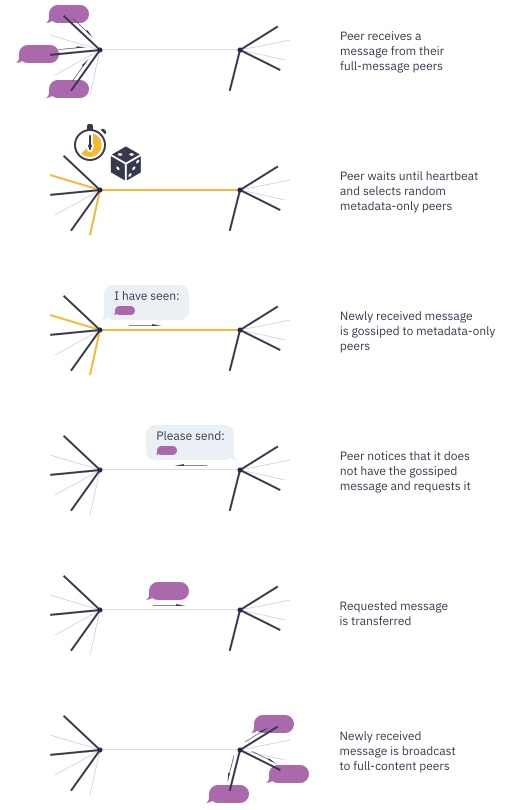 Peer receives a
message from their
full-message peers
Peer waits until heartbeat
and selects random
metadata-only peers
I have seen:
Newly received message
is gossiped to metadata-only
peers
Please send:
Peer notices that it does
not have the gossiped
message and requests it
Requested message
is transferred
Newly received
message is broadcast
to full-content peers